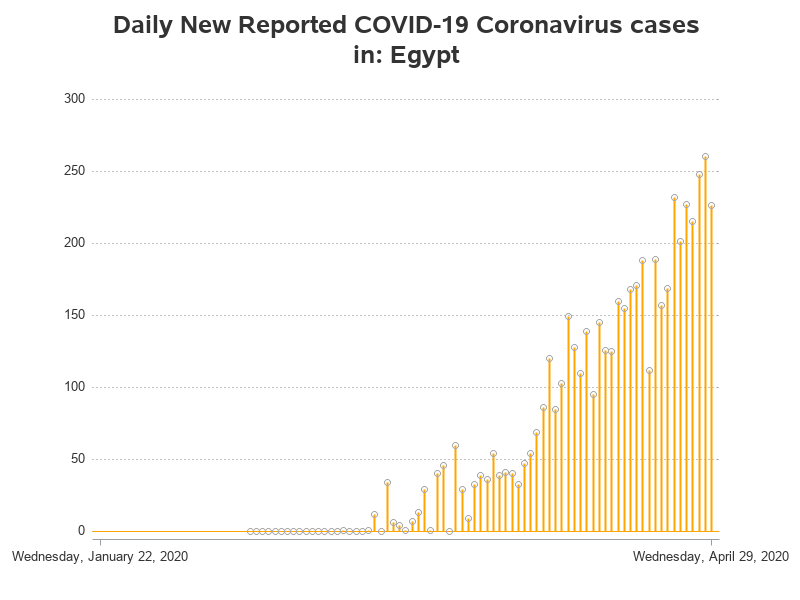 Daily New Reported COVID-19 Coronavirus cases
in: Egypt
300
250
200
150
100
50
0
Wednesday, January 22, 2020
Wednesday, April 29, 2020